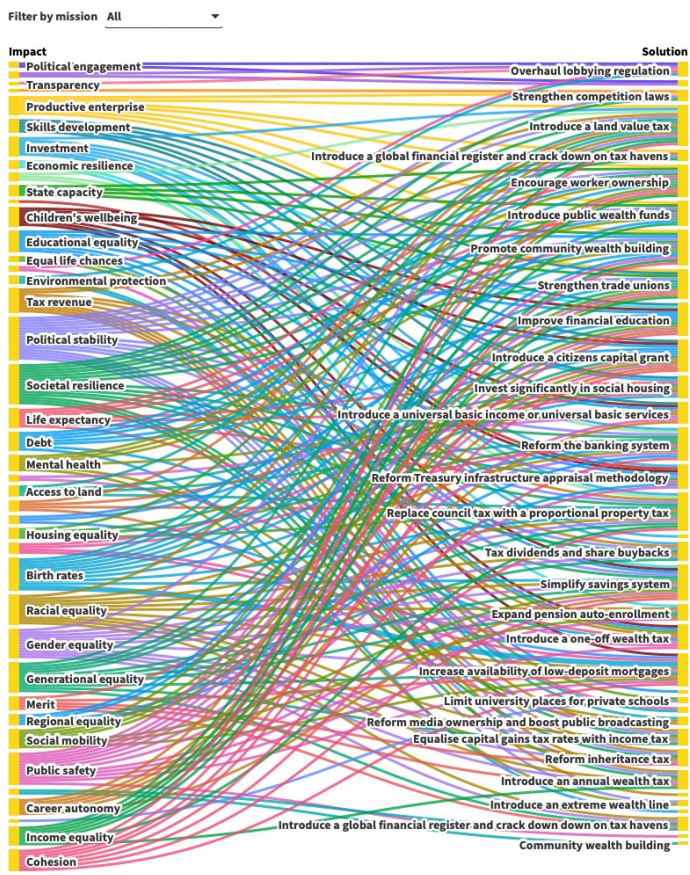 Filter by mission All
Impact
Solution
Political engagement
Transparency
Productive enterprise
Skills development
Investment
Economic resilience
State capacity
Children's wellbeing
Educational equality
Equal life chances
Environmental protection
Tax revenue
Political stability
Societal resilience
Life expectancy
Debt
Mental health
Access to land
Housing equality
Birth rates
Racial equality
Gender equality
Generational equality
Merit
Regional equality
Social mobility
Public safety
Career autonomy
Income equality
Cohesion
Overhaul lobbying regulation
Strengthen competition laws
Introduce a land value tax
Introduce a global financial register and crack down on tax havens
Encourage worker ownership
Introduce public wealth funds
Promote community wealth building
Strengthen trade unions
Improve financial education
Introduce a citizens capital grant
Invest significantly in social housing
Introduce a universal basic income or universal basic services
Reform the banking system
Reform Treasury infrastructure appraisal methodology
Replace council tax with a proportional property tax
Tax dividends and share buybacks
Simplify savings system
Expand pension auto-enrollment
Introduce a one-off wealth tax
Increase availability of low-deposit mortgages
Limit university places for private schools
Reform media ownership and boost public broadcasting
Equalise capital gains tax rates with income tax
Reform inheritance tax
Introduce an annual wealth tax
Introduce an extreme wealth line
Introduce a global financial register and crack down down on tax havens
Community wealth building